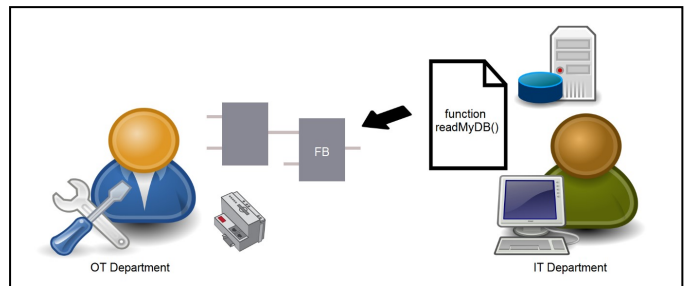 function
readMyDB()
FB
OT Department
IT Department